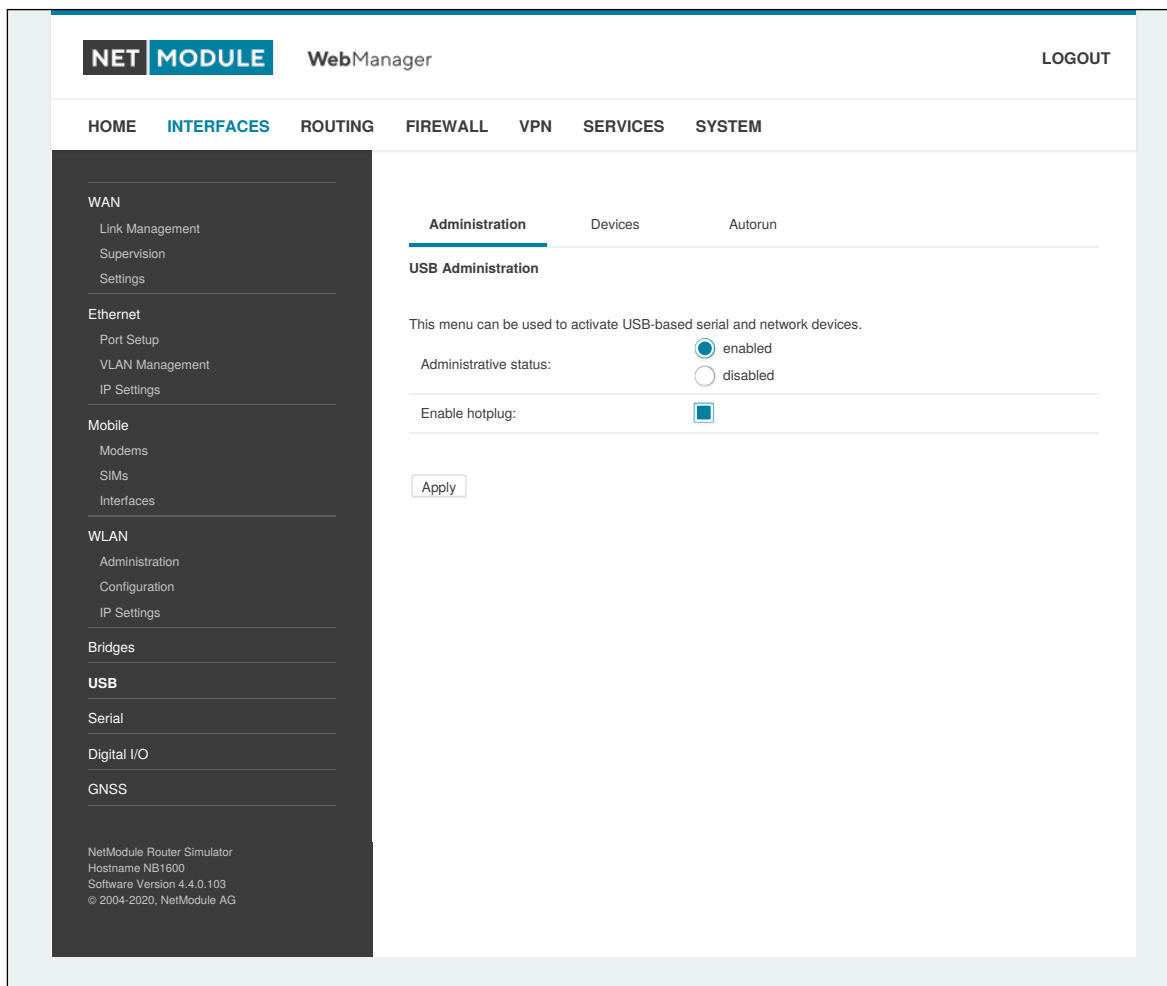 NET MODULE WebManager LOGOUT
HOME INTERFACES ROUTING FIREWALL VPN SERVICES SYSTEM
WAN
Link Management
Supervision
Settings
Ethernet
Port Setup
VLAN Management
IP Settings
Mobile
Modems
SIMs
Interfaces
WLAN
Administration
Configuration
IP Settings
Bridges
USB
Serial
Digital I/O
GNSS
NetModule Router Simulator
Hostname NB1600
Software Version 4.4.0.103
© 2004-2020, NetModule AG
Administration Devices Autorun
USB Administration
This menu can be used to activate USB-based serial and network devices.
Administrative status:
enabled
disabled
Enable hotplug:
Apply